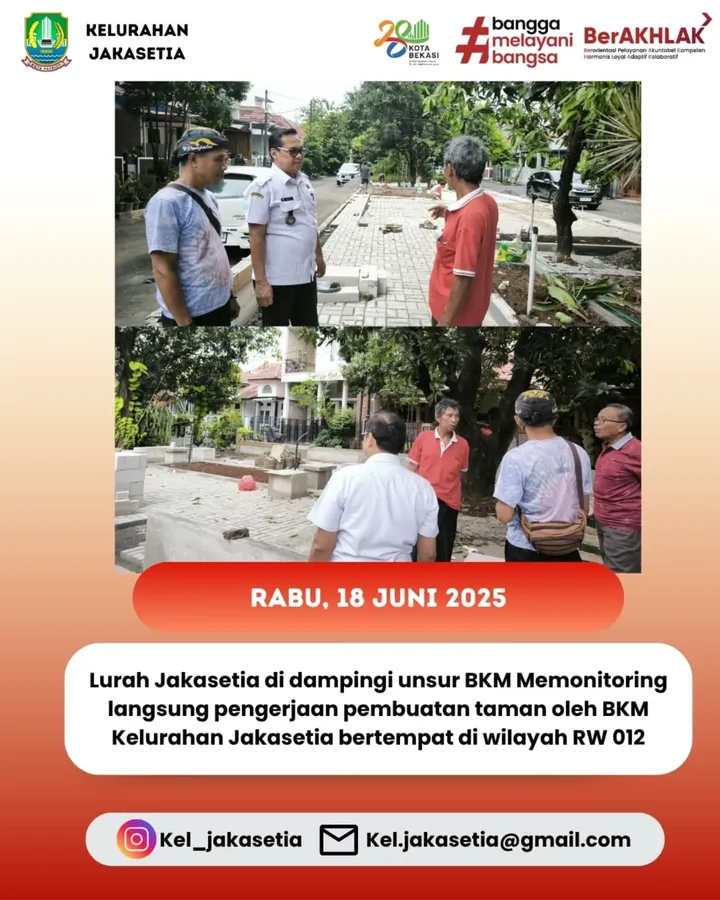 KELURAHAN
JAKASETIA
KOTA
BEKASI
#bangga
melayani
bangsa
BerAKHLAK
Berorientasi Pelayanan Akuntabel Kompeten
Harmonis Loyal Adaptif Kolaboratif
RABU, 18 JUNI 2025
Lurah Jakasetia di dampingi unsur BKM Memonitoring
langsung pengerjaan pembuatan taman oleh BKM
Kelurahan Jakasetia bertempat di wilayah RW 012
Kel_jakasetia
Kel.jakasetia@gmail.com